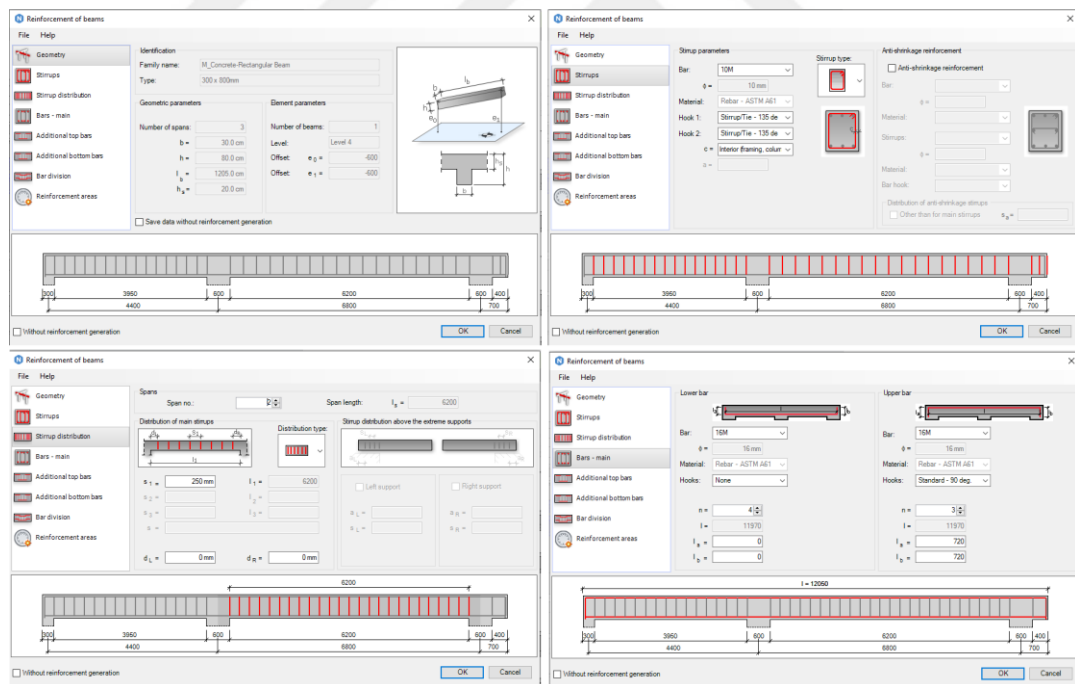 Reinforcement of beams
File Help
Geometry
Stirrups
Stirrup distribution
Bars - main
Additional top bars
Additional bottom bars
Bar division
Reinforcement areas
Identification
Family name: M_Concrete-Rectangular Beam
Type: 300 x 800mm
Geometric parameters
Number of spans: 3
b = 30.0 cm
h = 80.0 cm
l b = 1205.0 cm
h s = 20.0 cm
Element parameters
Number of beams: 1
Level: Level 4
Offset: e 0 = -600
Offset: e 1 = -600
Save data without reinforcement generation
300 3960 600 6200 600 400
4400 6800 700
Without reinforcement generation
OK Cancel
Reinforcement of beams
File Help
Geometry
Stirrups
Stirrup distribution
Bars - main
Additional top bars
Additional bottom bars
Bar division
Reinforcement areas
Stirrup parameters
Bar: 10M
ϕ = 10 mm
Material: Rebar - ASTM A61
Hook 1: Stirrup/Tie - 135 de
Hook 2: Stirrup/Tie - 135 de
c = Interior (framing, colum
a =
Stirrup type:
Anti-shrinkage reinforcement
Anti-shrinkage reinforcement
Bar:
ϕ =
Material:
Stirrups:
ϕ =
Material:
Bar hook:
Distribution of anti-shrinkage stirrups
Other than for main stirrups s a =
300 3960 600 6200 600 400
4400 6800 700
Without reinforcement generation
OK Cancel
Reinforcement of beams
File Help
Geometry
Stirrups
Stirrup distribution
Bars - main
Additional top bars
Additional bottom bars
Bar division
Reinforcement areas
Spans
Span no.: 2 Span length: l s = 6200
Distribution of main stirrups
Distribution type:
s 1 = 250 mm l 1 = 6200
s 2 = l 2 =
s 3 = l 3 =
s =
d L = 0 mm d R = 0 mm
Stirrup distribution above the extreme supports
Left support Right support
s L = s R =
s L = s R =
6200
300 3960 600 6200 600 400
4400 6800 700
Without reinforcement generation
OK Cancel
Reinforcement of beams
File Help
Geometry
Stirrups
Stirrup distribution
Bars - main
Additional top bars
Additional bottom bars
Bar division
Reinforcement areas
Lower bar
Bar: 16M
ϕ = 16 mm
Material: Rebar - ASTM A61
Hooks: None
n = 4
l = 11970
l a = 0
l b = 0
Upper bar
Bar: 16M
ϕ = 16 mm
Material: Rebar - ASTM A61
Hooks: Standard - 90 deg.
n = 3
l = 11970
l a = 720
l b = 720
l = 12050
300 3960 600 6200 600 400
4400 6800 700
Without reinforcement generation
OK Cancel